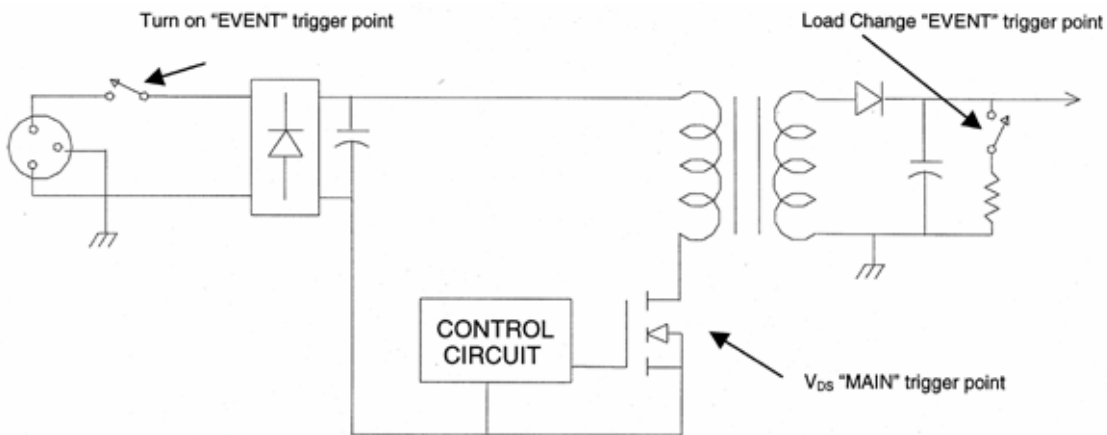 Turn on “EVENT” trigger point
Load Change “EVENT” trigger point
CONTROL
CIRCUIT
VDS “MAIN” trigger point